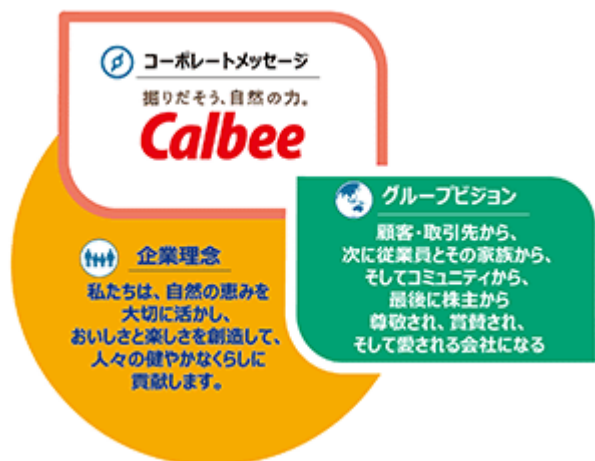 コーポレートメッセージ
掘りだそう、自然の力。
Calbee
グループビジョン
顧客・取引先から、
次に従業員とその家族から、
そしてコミュニティから、
最後に株主から
尊敬され、賞賛され、
そして愛される会社になる
企業理念
私たちは、自然の恵みを
大切に活かし、
おいしさと楽しさを創造して、
人々の健やかなくらしに
貢献します。